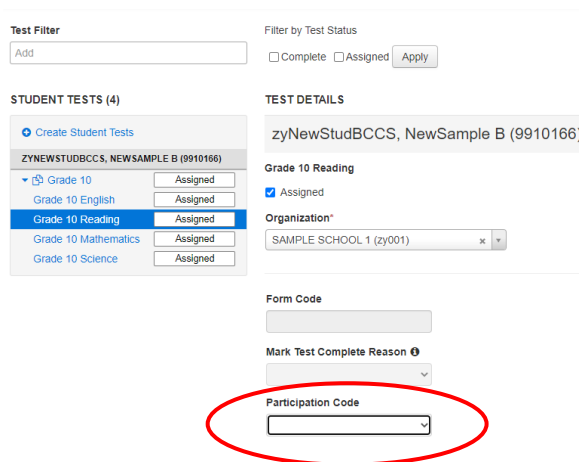 Test Filter
Add
STUDENT TESTS (4)
Create Student Tests
ZYNEWSTUDBCCS, NEWSAMPLE B (9910166)
Grade 10 Assigned
Grade 10 English Assigned
Grade 10 Reading Assigned
Grade 10 Mathematics Assigned
Grade 10 Science Assigned
Filter by Test Status
Complete Assigned Apply
TEST DETAILS
zyNewStudBCCS, NewSample B (9910166)
Grade 10 Reading
Assigned
Organization*
SAMPLE SCHOOL 1 (zy001) ×
Form Code
Mark Test Complete Reason
Participation Code